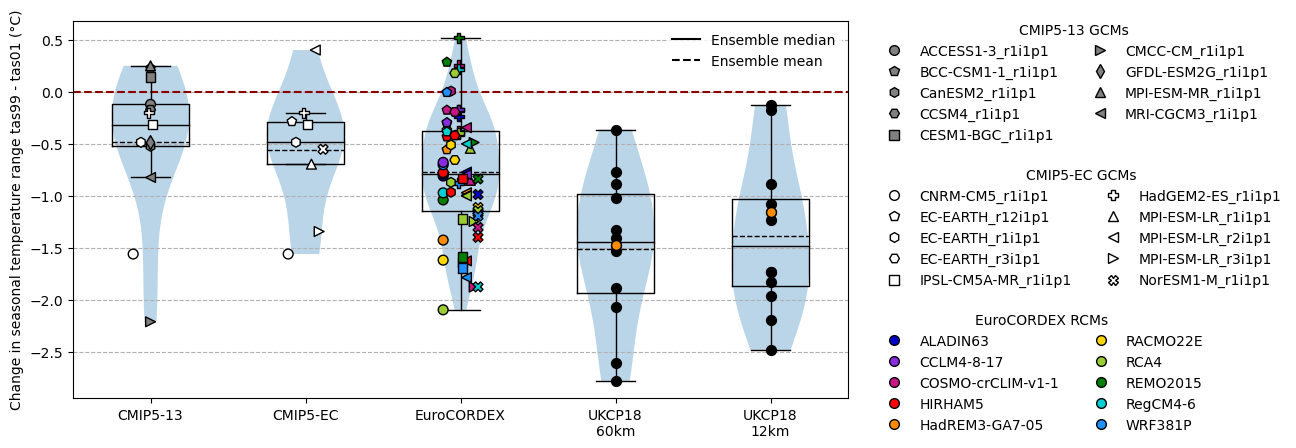 Change in seasonal temperature range tas99 - tas01 (°C)
0.5
0.0
−0.5
−1.0
−1.5
−2.0
−2.5
Ensemble median
Ensemble mean
CMIP5-13
CMIP5-EC
EuroCORDEX
UKCP18
60km
UKCP18
12km
CMIP5-13 GCMs
ACCESS1-3_r1i1p1
BCC-CSM1-1_r1i1p1
CanESM2_r1i1p1
CCSM4_r1i1p1
CESM1-BGC_r1i1p1
CMCC-CM_r1i1p1
GFDL-ESM2G_r1i1p1
MPI-ESM-MR_r1i1p1
MRI-CGCM3_r1i1p1
CMIP5-EC GCMs
CNRM-CM5_r1i1p1
EC-EARTH_r12i1p1
EC-EARTH_r1i1p1
EC-EARTH_r3i1p1
IPSL-CM5A-MR_r1i1p1
HadGEM2-ES_r1i1p1
MPI-ESM-LR_r1i1p1
MPI-ESM-LR_r2i1p1
MPI-ESM-LR_r3i1p1
NorESM1-M_r1i1p1
EuroCORDEX RCMs
ALADIN63
CCLM4-8-17
COSMO-crCLIM-v1-1
HIRHAM5
HadREM3-GA7-05
RACMO22E
RCA4
REMO2015
RegCM4-6
WRF381P